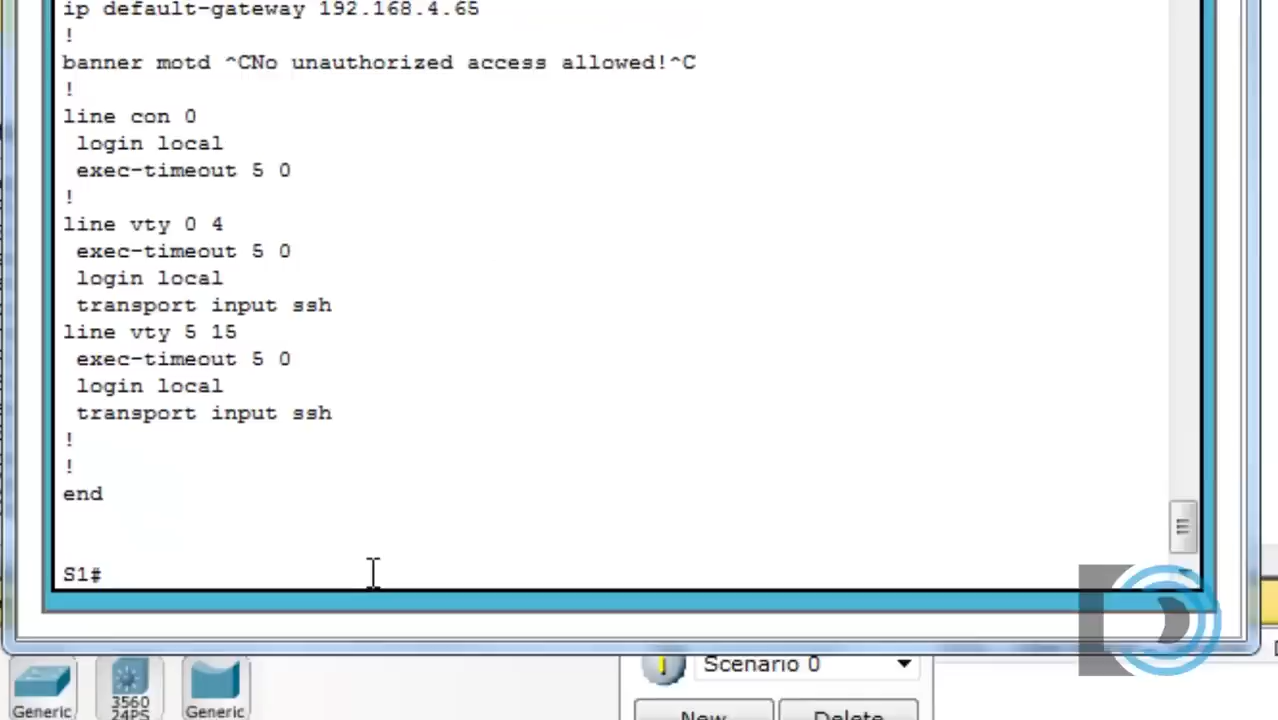 ip default-gateway 192.168.4.65
!
banner motd ^CNo unauthorized access allowed!^C
!
line con 0
login local
exec-timeout 5 0
!
line vty 0 4
exec-timeout 5 0
login local
transport input ssh
line vty 5 15
exec-timeout 5 0
login local
transport input ssh
!
!
end
S1#
Scenario 0
Generic
3560
24PS
Generic
New
Delete